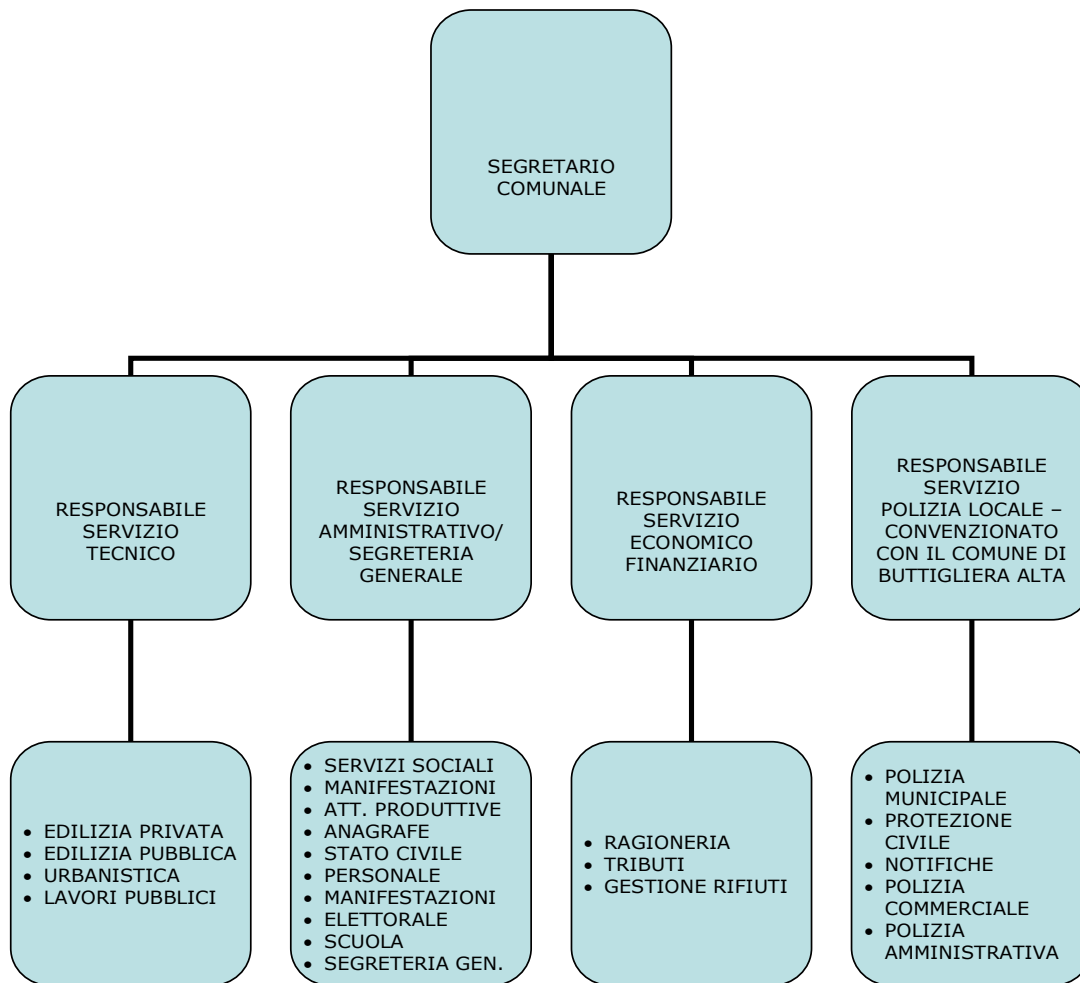 SEGRETARIO
COMUNALE
RESPONSABILE
SERVIZIO
TECNICO
RESPONSABILE
SERVIZIO
AMMINISTRATIVO/
SEGRETERIA
GENERALE
RESPONSABILE
SERVIZIO
ECONOMICO
FINANZIARIO
RESPONSABILE
SERVIZIO
POLIZIA LOCALE –
CONVENZIONATO
CON IL COMUNE DI
BUTTIGLIERA ALTA
• EDILIZIA PRIVATA
• EDILIZIA PUBBLICA
• URBANISTICA
• LAVORI PUBBLICI
• SERVIZI SOCIALI
• MANIFESTAZIONI
• ATT. PRODUTTIVE
• ANAGRAFE
• STATO CIVILE
• PERSONALE
• MANIFESTAZIONI
• ELETTORALE
• SCUOLA
• SEGRETERIA GEN.
• RAGIONERIA
• TRIBUTI
• GESTIONE RIFIUTI
• POLIZIA
MUNICIPALE
• PROTEZIONE
CIVILE
• NOTIFICHE
• POLIZIA
COMMERCIALE
• POLIZIA
AMMINISTRATIVA